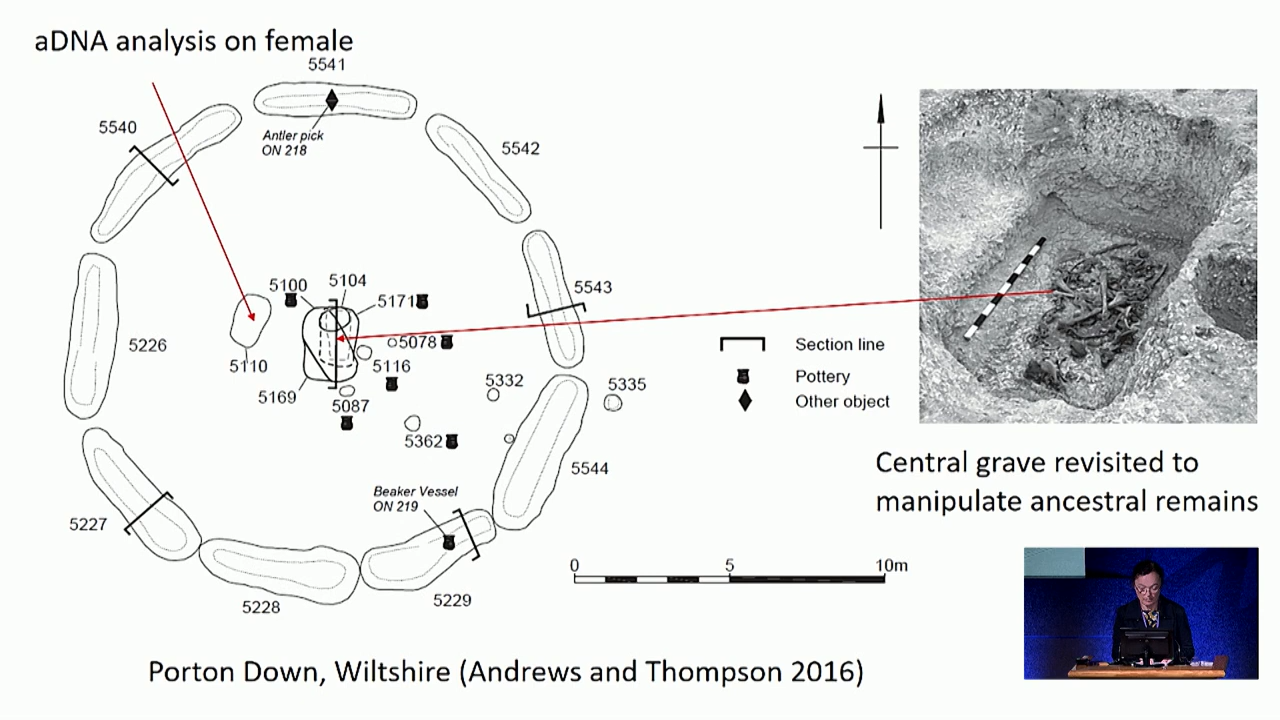 aDNA analysis on female
5541
5540
Antler pick
ON 218
5542
5100
5104
5171
5543
5078
5226
5110
5116
5169
5087
5332
5335
5362
5544
Beaker Vessel
ON 219
5227
5228
5229
Section line
Pottery
Other object
0
5
10m
Central grave revisited to
manipulate ancestral remains
Porton Down, Wiltshire (Andrews and Thompson 2016)